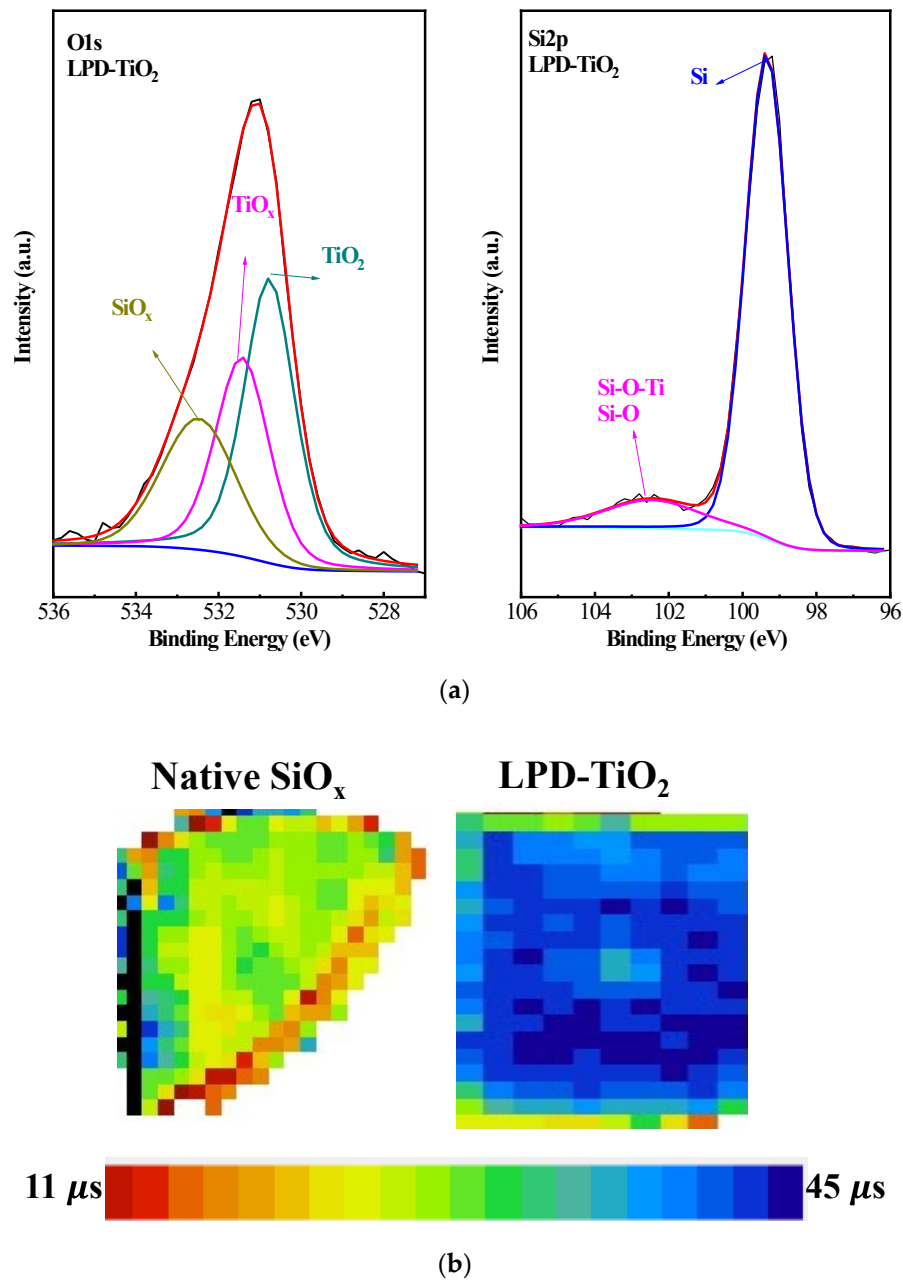 O1s
LPD-TiO₂
TiOₓ
TiO₂
SiOₓ
Intensity (a.u.)
536 534 532 530 528
Binding Energy (eV)
Si2p
LPD-TiO₂
Si
Si-O-Ti
Si-O
Intensity (a.u.)
106 104 102 100 98 96
Binding Energy (eV)
(a)
Native SiOₓ
LPD-TiO₂
11 μs
45 μs
(b)